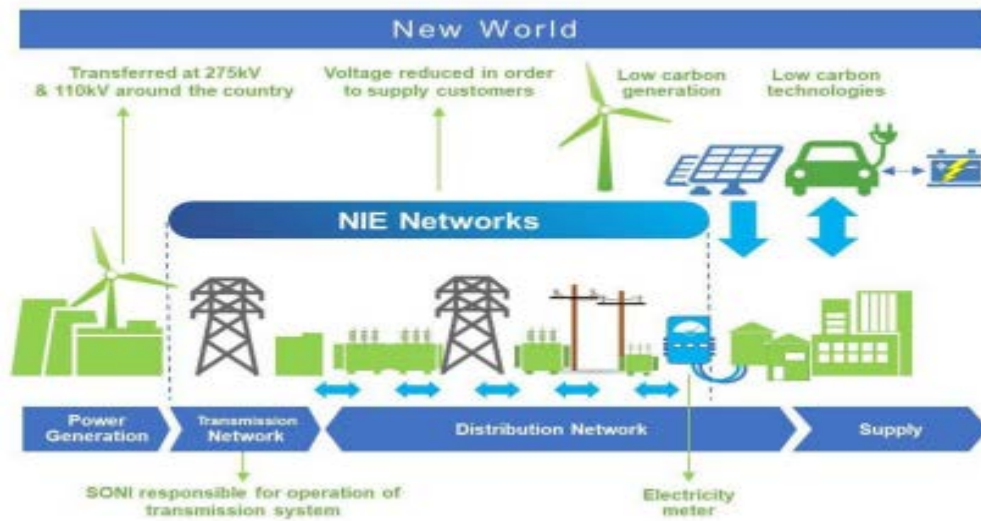 New World
Transferred at 275kV
& 110kV around the country
Voltage reduced in order
to supply customers
Low carbon
generation
Low carbon
technologies
NIE Networks
Power
Generation
Transmission
Network
Distribution Network
Supply
SONI responsible for operation of
transmission system
Electricity
meter